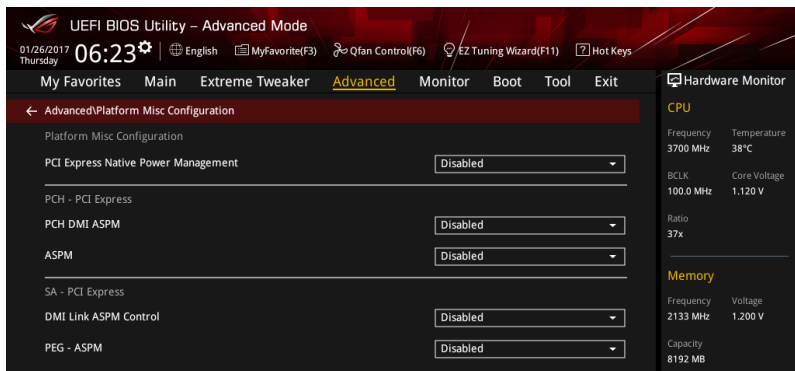 UEFI BIOS Utility – Advanced Mode
01/26/2017 Thursday 06:23 English MyFavorite(F3) Qfan Control(F6) EZ Tuning Wizard(F11) ? Hot Keys
My Favorites Main Extreme Tweaker Advanced Monitor Boot Tool Exit
← Advanced\Platform Misc Configuration
Platform Misc Configuration
PCI Express Native Power Management Disabled
PCH - PCI Express
PCH DMI ASPM Disabled
ASPM Disabled
SA - PCI Express
DMI Link ASPM Control Disabled
PEG - ASPM Disabled
Hardware Monitor
CPU
Frequency Temperature
3700 MHz 38°C
BCLK Core Voltage
100.0 MHz 1.120 V
Ratio
37x
Memory
Frequency Voltage
2133 MHz 1.200 V
Capacity
8192 MB